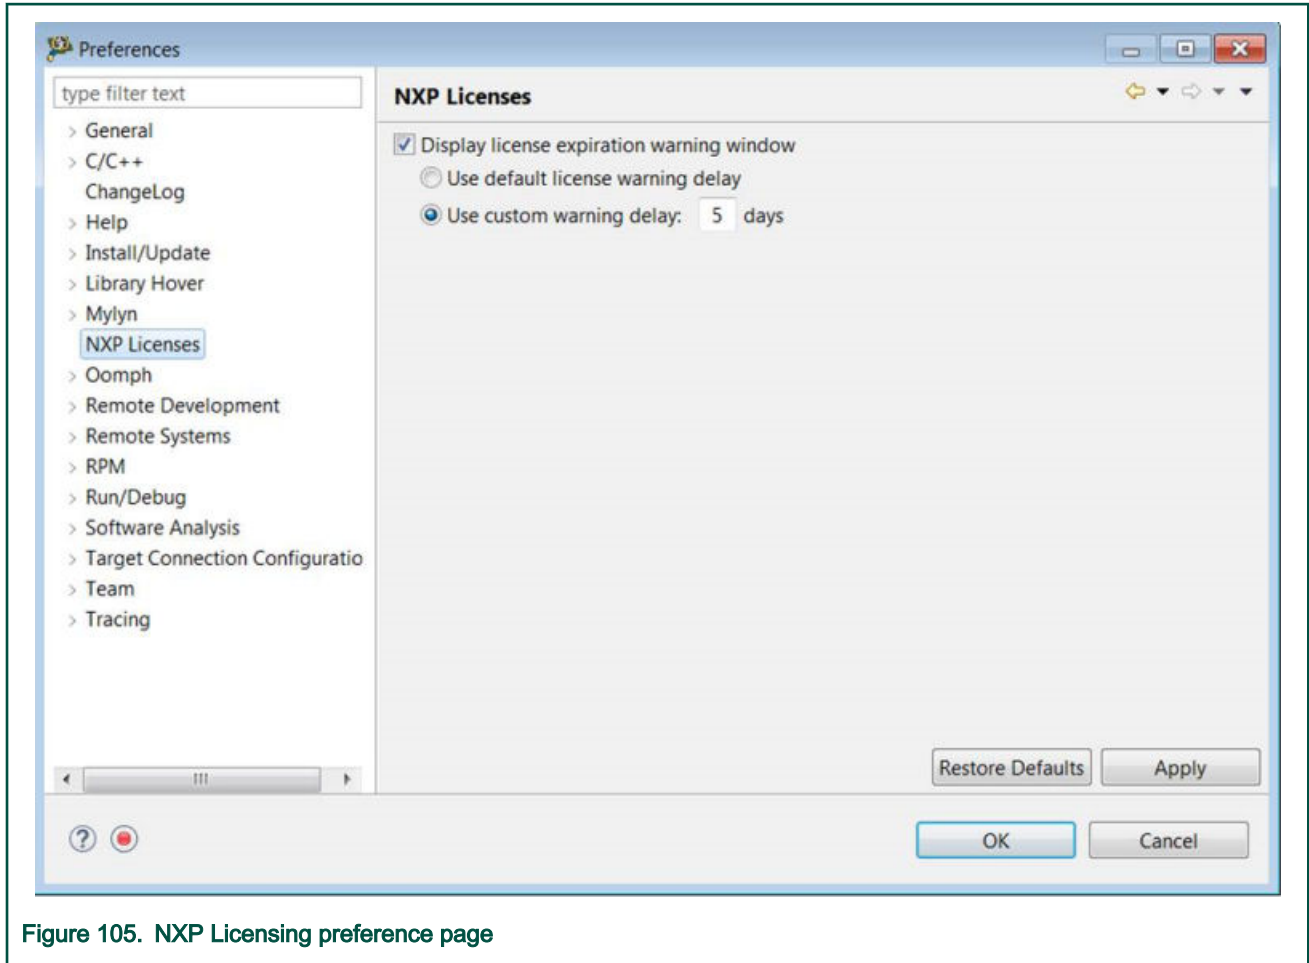 Preferences
type filter text
General
C/C++
ChangeLog
Help
Install/Update
Library Hover
Mylyn
NXP Licenses
Oomph
Remote Development
Remote Systems
RPM
Run/Debug
Software Analysis
Target Connection Configuratio
Team
Tracing
NXP Licenses
Display license expiration warning window
Use default license warning delay
Use custom warning delay: 5 days
Restore Defaults Apply
OK Cancel
Figure 105. NXP Licensing preference page